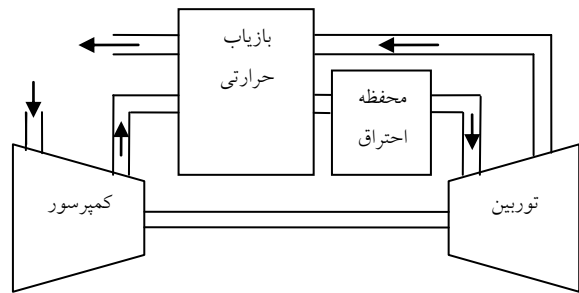 بازیاب
حرارتی
محفظه
احتراق
کمپرسور
توربین